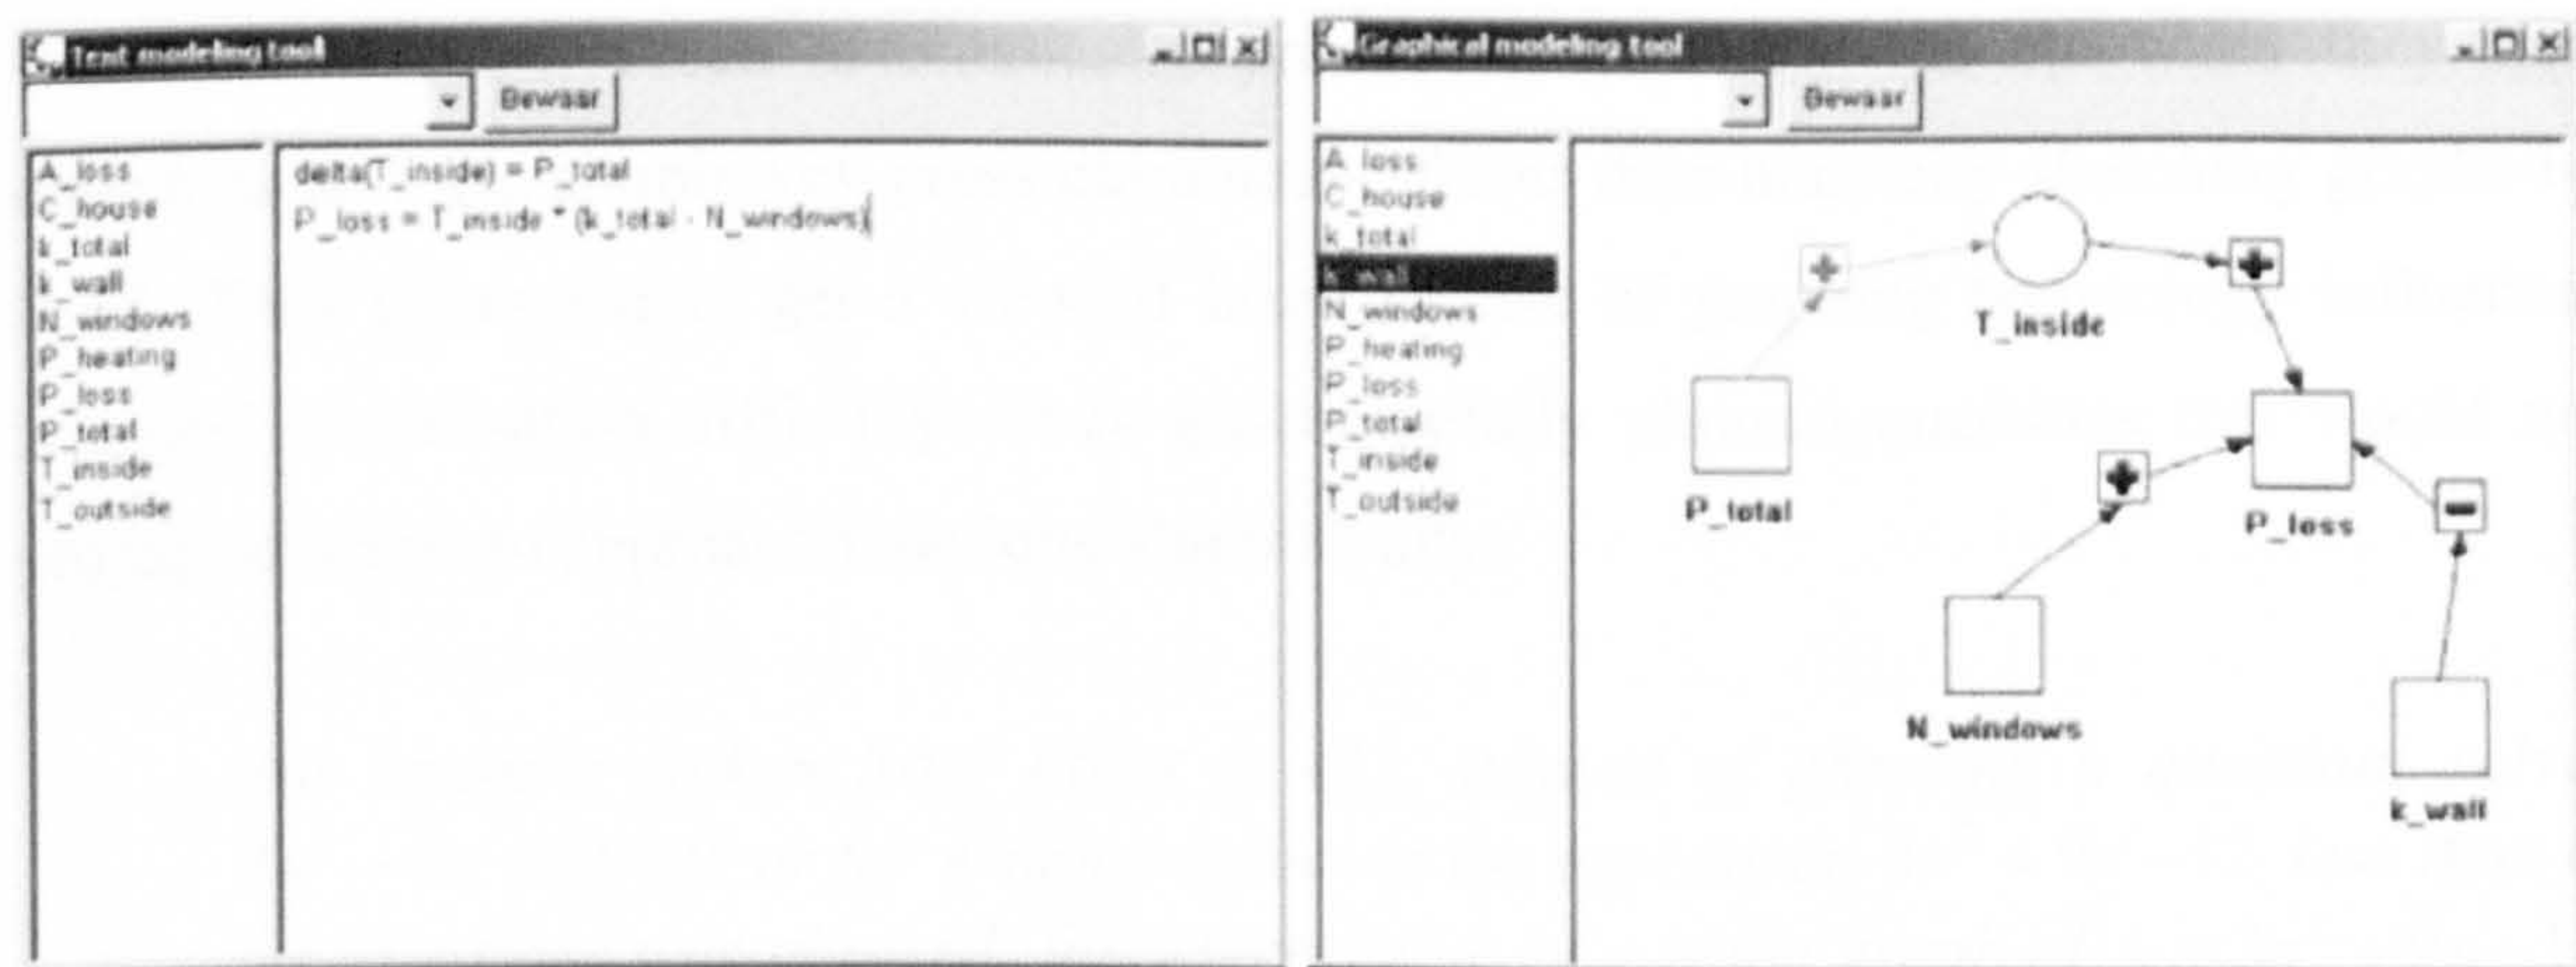 Text modeling tool
Bewaar
A_loss
C_house
k_total
k_wall
N_windows
P_heating
P_loss
P_total
T_inside
T_outside
delta(T_inside) = P_total
P_loss = T_inside * (k_total - N_windows)
Graphical modeling tool
Bewaar
A_loss
C_house
k_total
k_wall
N_windows
P_heating
P_loss
P_total
T_inside
T_outside
T_inside
P_total
P_loss
N_windows
k_wall